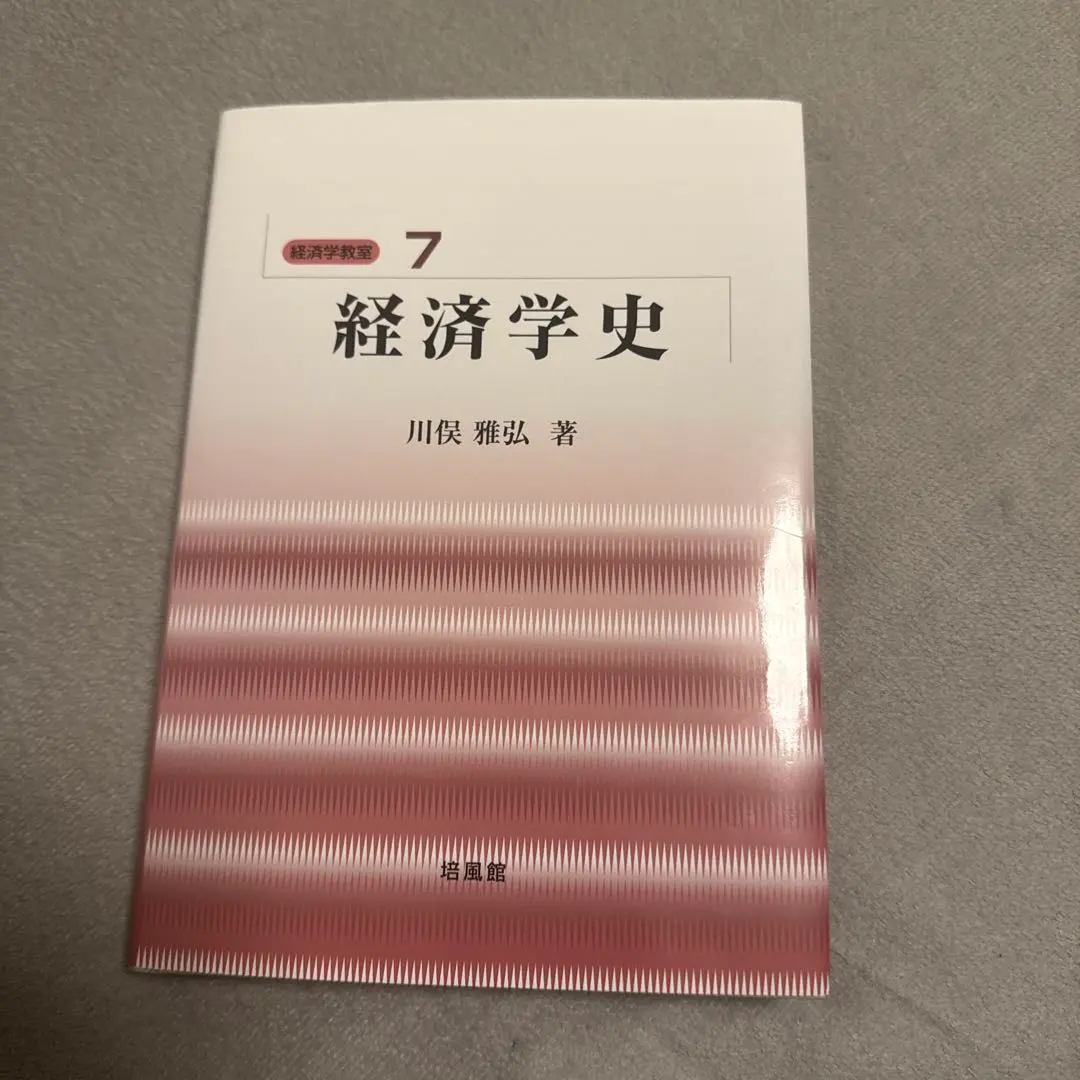 経済学教室 7
経済学史
川俣 雅弘 著
培風館